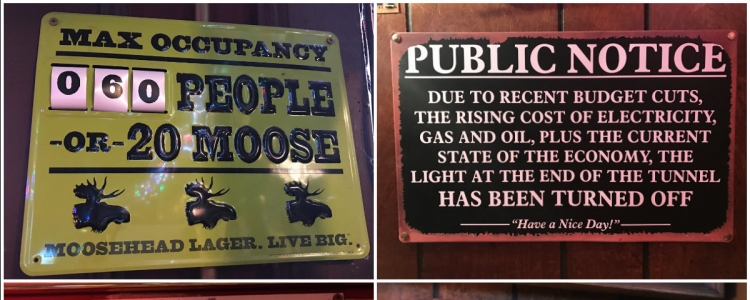 MAX OCCUPANCY
060 PEOPLE
-OR- 20 MOOSE
MOOSEHEAD LAGER. LIVE BIG.
PUBLIC NOTICE
DUE TO RECENT BUDGET CUTS,
THE RISING COST OF ELECTRICITY,
GAS AND OIL, PLUS THE CURRENT
STATE OF THE ECONOMY, THE
LIGHT AT THE END OF THE TUNNEL
HAS BEEN TURNED OFF
"Have a Nice Day!"